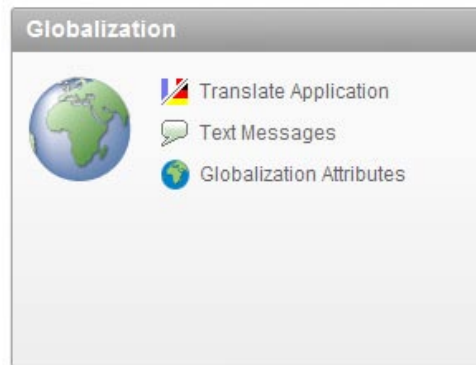 Globalization
Translate Application
Text Messages
Globalization Attributes